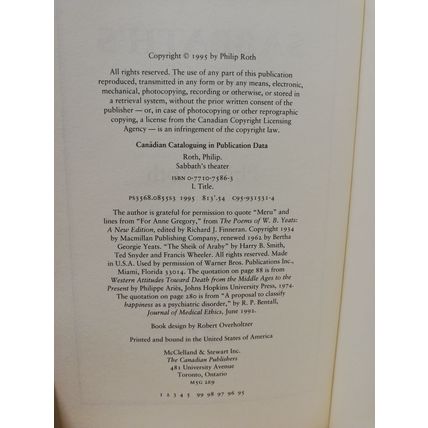 Copyright © 1995 by Philip Roth
All rights reserved. The use of any part of this publication
reproduced, transmitted in any form or by any means, electronic,
mechanical, photocopying, recording or otherwise, or stored in
a retrieval system, without the prior written consent of the
publisher — or, in case of photocopying or other reprographic
copying, a license from the Canadian Copyright Licensing
Agency — is an infringement of the copyright law.
Canadian Cataloguing in Publication Data
Roth, Philip.
Sabbath's theater
ISBN 0-7710-7586-3
I. Title.
PS3568.O855S3 1995 813'.54 C95-931531-4
The author is grateful for permission to quote "Meru" and
lines from "For Anne Gregory," from The Poems of W. B. Yeats:
A New Edition, edited by Richard J. Finneran. Copyright 1934
by Macmillan Publishing Company, renewed 1962 by Bertha
Georgie Yeats. "The Sheik of Araby" by Harry B. Smith,
Ted Snyder and Francis Wheeler. All rights reserved. Made
in U.S.A. Used by permission of Warner Bros. Publications Inc.,
Miami, Florida 33014. The quotation on page 88 is from
Western Attitudes Toward Death from the Middle Ages to the
Present by Philippe Ariès, Johns Hopkins University Press, 1974.
The quotation on page 280 is from "A proposal to classify
happiness as a psychiatric disorder," by R. P. Bentall,
Journal of Medical Ethics, June 1992.
Book design by Robert Overholtzer
Printed and bound in the United States of America
McClelland & Stewart Inc.
The Canadian Publishers
481 University Avenue
Toronto, Ontario
M5G 2E9
1 2 3 4 5 99 98 97 96 95